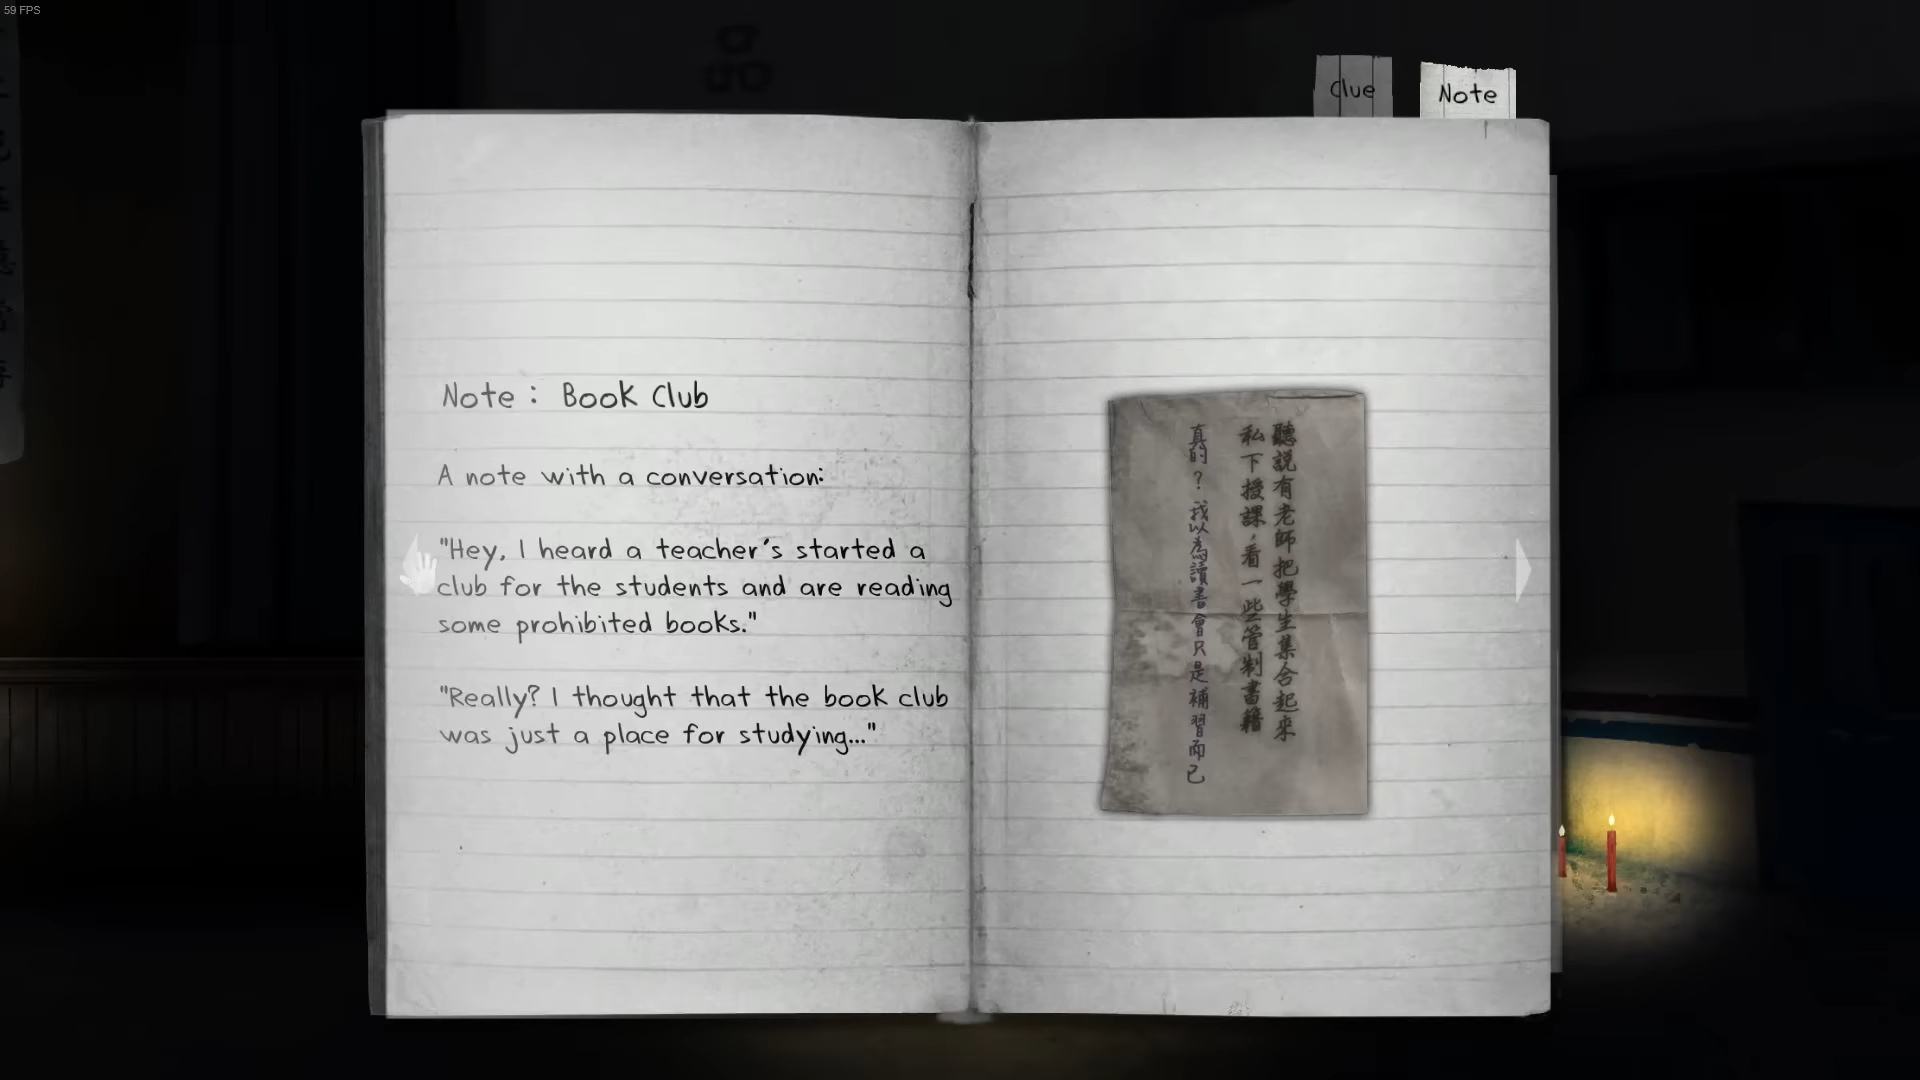 59 FPS
Clue
Note
Note : Book Club
A note with a conversation:
"Hey, I heard a teacher's started a
club for the students and are reading
some prohibited books."
"Really? I thought that the book club
was just a place for studying..."
聽説有老師把學生集合起來
私下授課，看一些管制書籍
真的？我以為讀書會只是補習而已